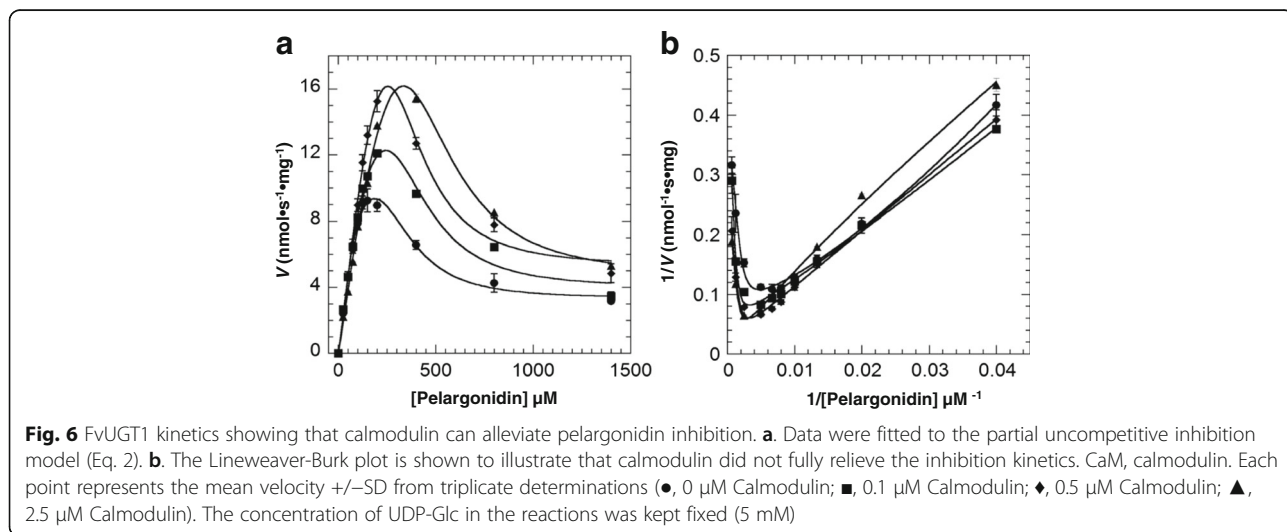 a
b
16
12
8
4
0
V (nmol•s⁻¹•mg⁻¹)
0
500
1000
1500
[Pelargonidin] µM
0.5
0.4
0.3
0.2
0.1
0
1/V (nmol⁻¹•s•mg)
0
0.01
0.02
0.03
0.04
1/[Pelargonidin] µM ⁻¹
Fig. 6 FvUGT1 kinetics showing that calmodulin can alleviate pelargonidin inhibition. a. Data were fitted to the partial uncompetitive inhibition
model (Eq. 2). b. The Lineweaver-Burk plot is shown to illustrate that calmodulin did not fully relieve the inhibition kinetics. CaM, calmodulin. Each
point represents the mean velocity +/−SD from triplicate determinations (●, 0 µM Calmodulin; ■, 0.1 µM Calmodulin; ♦, 0.5 µM Calmodulin; ▲,
2.5 µM Calmodulin). The concentration of UDP-Glc in the reactions was kept fixed (5 mM)